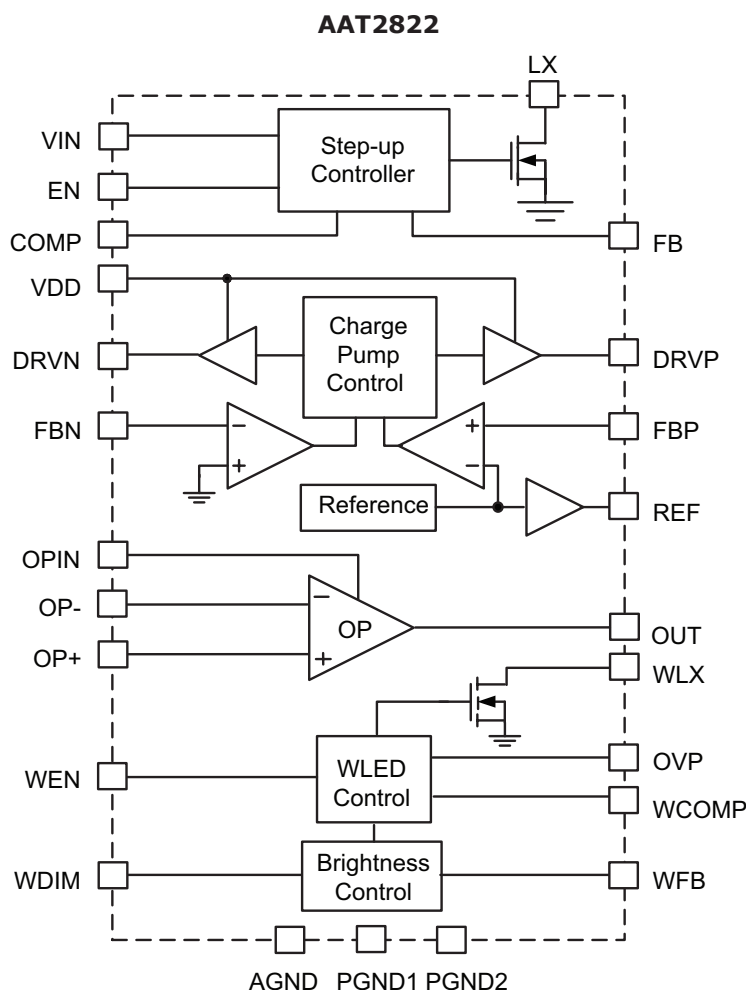 AAT2822
LX
VIN
Step-up
Controller
EN
COMP
FB
VDD
Charge
Pump
Control
DRVN
DRVP
FBN
−
+
+
−
FBP
Reference
REF
OPIN
OP-
−
OP
OUT
OP+
+
WLX
WEN
WLED
Control
OVP
WCOMP
WDIM
Brightness
Control
WFB
AGND PGND1 PGND2